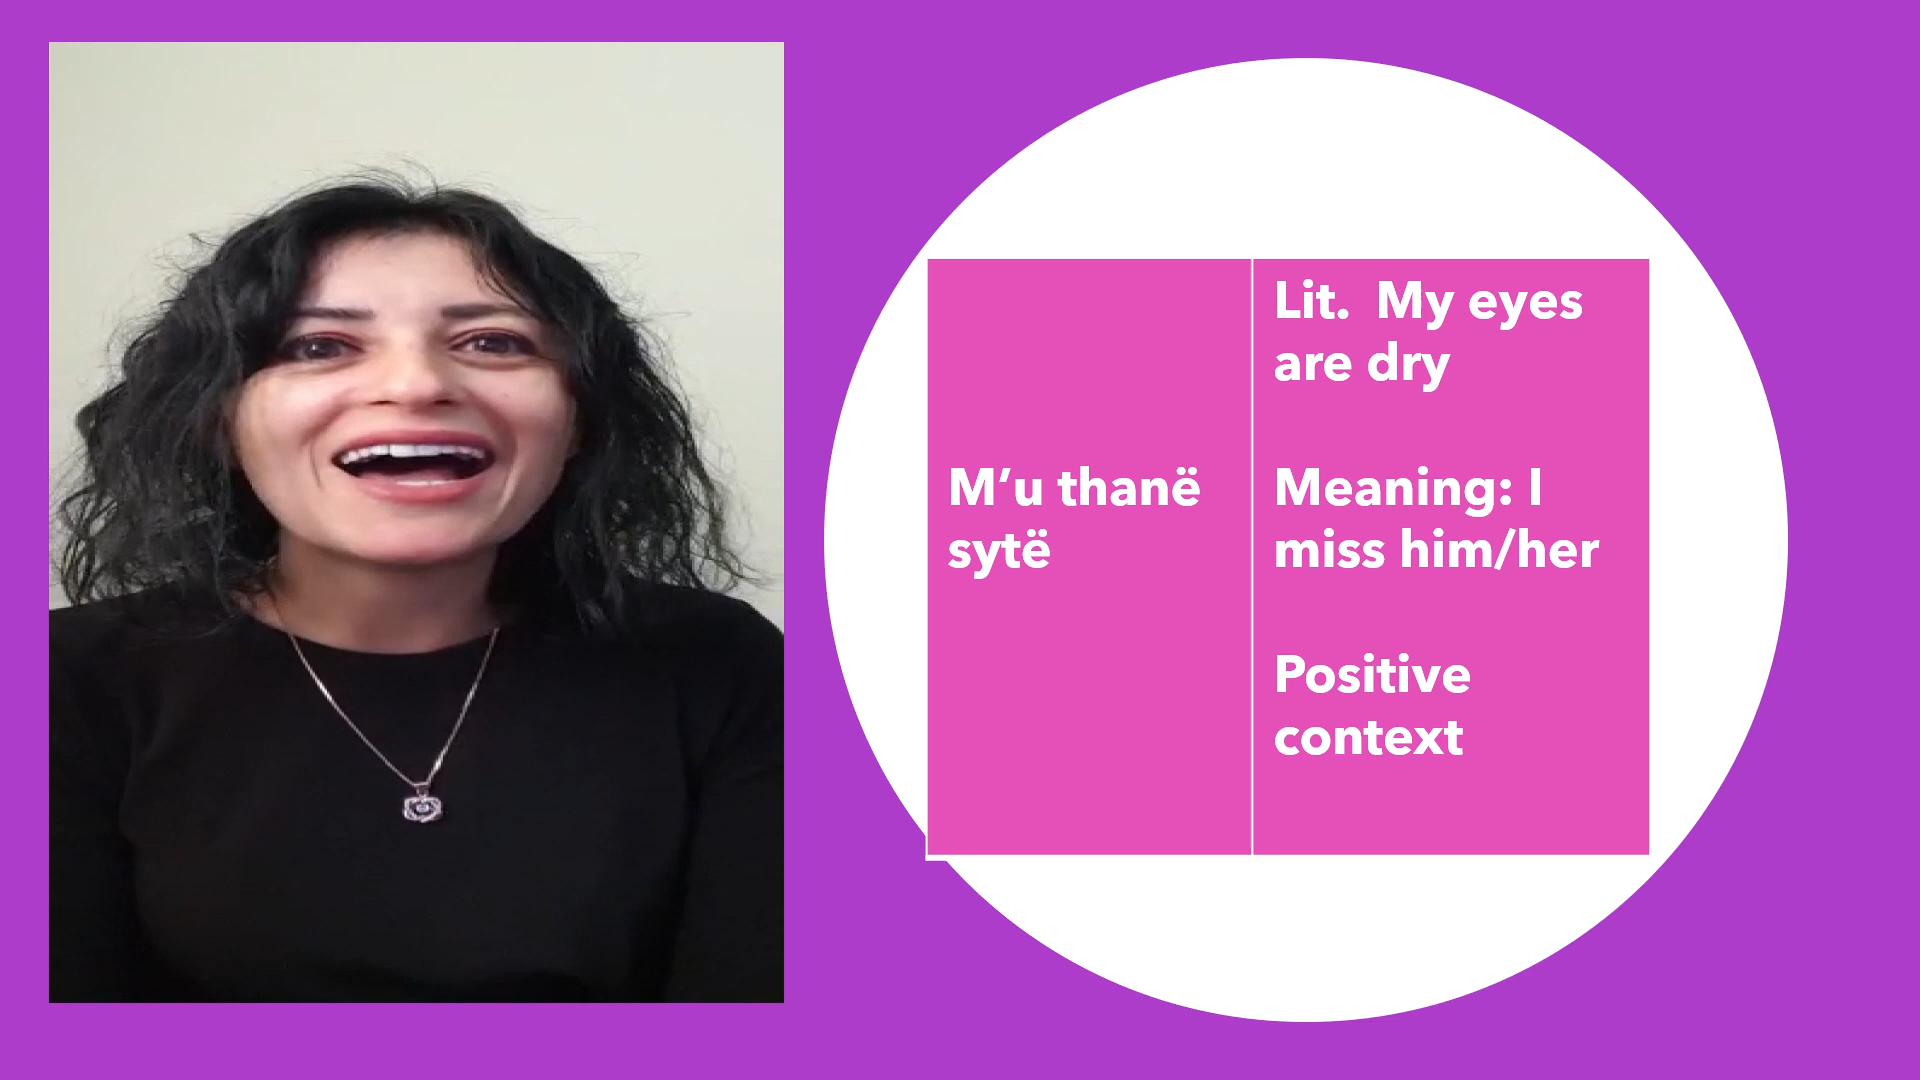 M’u thanë
sytë
Lit. My eyes
are dry
Meaning: I
miss him/her
Positive
context